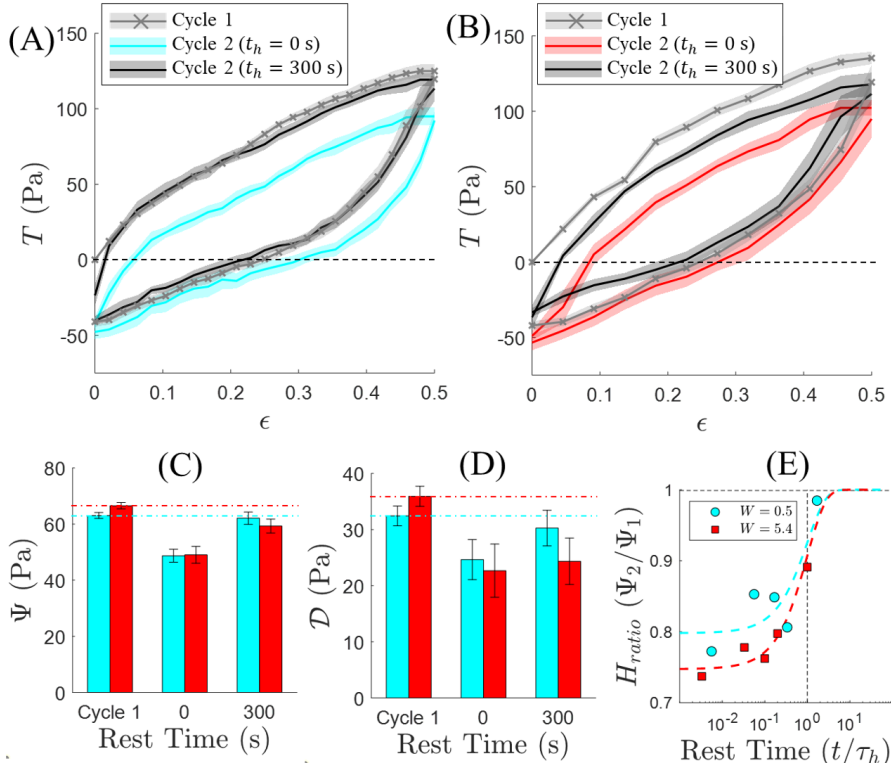 (A)
Cycle 1
Cycle 2 (t_h = 0 s)
Cycle 2 (t_h = 300 s)
150
100
50
0
-50
T (Pa)
0
0.1
0.2
0.3
0.4
0.5
ϵ
(B)
Cycle 1
Cycle 2 (t_h = 0 s)
Cycle 2 (t_h = 300 s)
150
100
50
0
-50
T (Pa)
0
0.1
0.2
0.3
0.4
0.5
ϵ
(C)
80
60
40
20
0
Ψ (Pa)
Cycle 1
0
300
Rest Time (s)
(D)
40
30
20
10
0
𝒟 (Pa)
Cycle 1
0
300
Rest Time (s)
(E)
W = 0.5
W = 5.4
1
0.9
0.8
0.7
H_ratio (Ψ₂/Ψ₁)
10⁻²
10⁻¹
10⁰
10¹
Rest Time (t/τ_h)